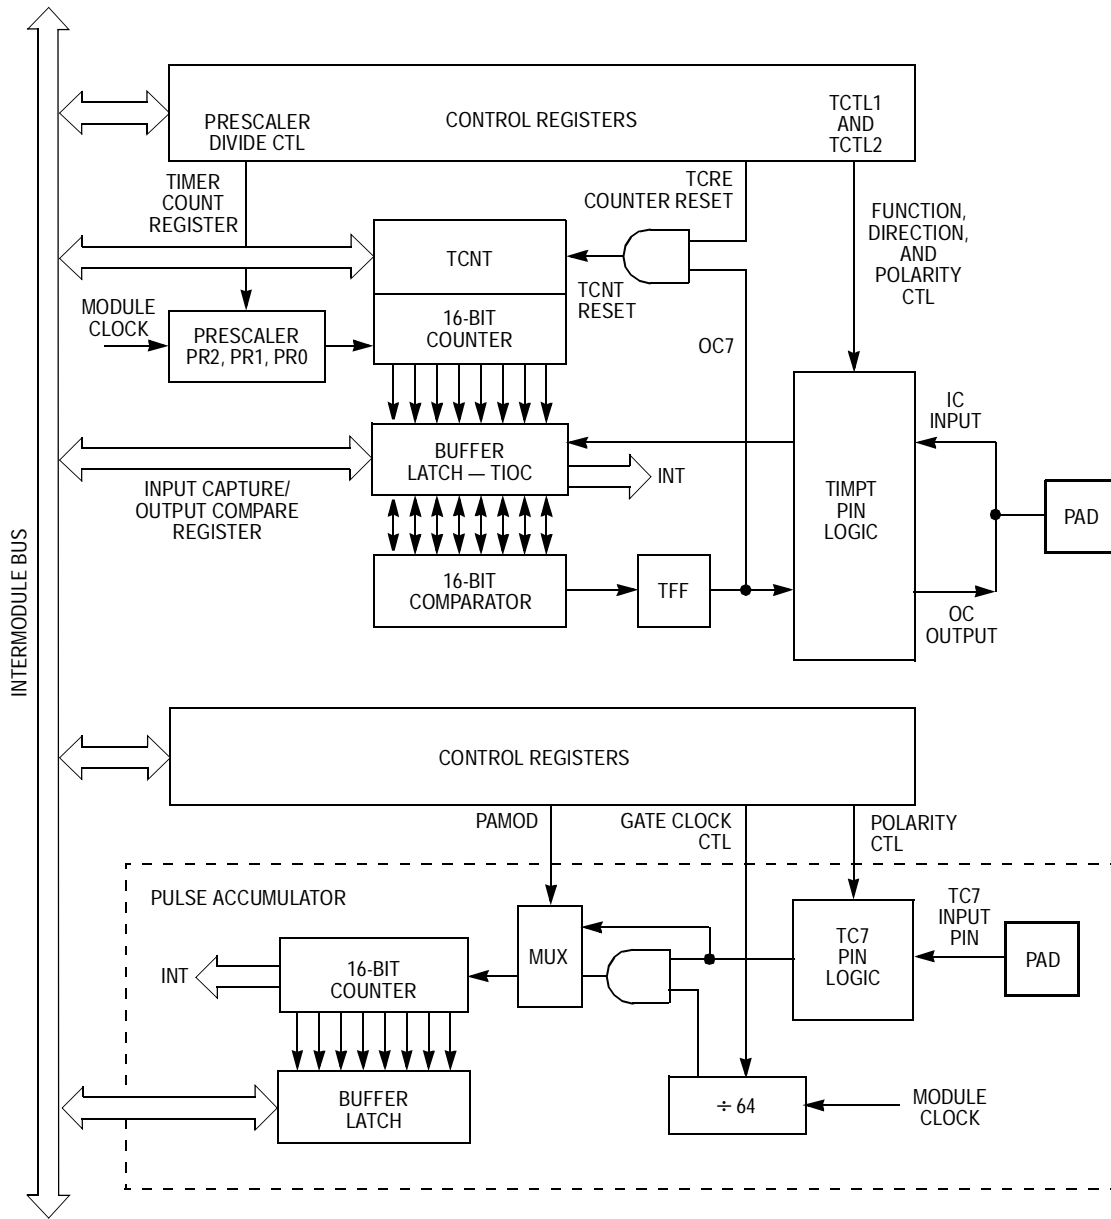 PRESCALER
DIVIDE CTL
CONTROL REGISTERS
TCTL1
AND
TCTL2
TIMER
COUNT
REGISTER
TCRE
COUNTER RESET
FUNCTION,
DIRECTION,
AND
POLARITY
CTL
TCNT
TCNT
RESET
MODULE
CLOCK
PRESCALER
PR2, PR1, PR0
16-BIT
COUNTER
OC7
IC
INPUT
BUFFER
LATCH — TIOC
INT
INPUT CAPTURE/
OUTPUT COMPARE
REGISTER
TIMPT
PIN
LOGIC
PAD
16-BIT
COMPARATOR
TFF
OC
OUTPUT
INTERMODULE BUS
CONTROL REGISTERS
PAMOD
GATE CLOCK
CTL
POLARITY
CTL
PULSE ACCUMULATOR
TC7
INPUT
PIN
MUX
TC7
PIN
LOGIC
PAD
INT
16-BIT
COUNTER
BUFFER
LATCH
÷ 64
MODULE
CLOCK